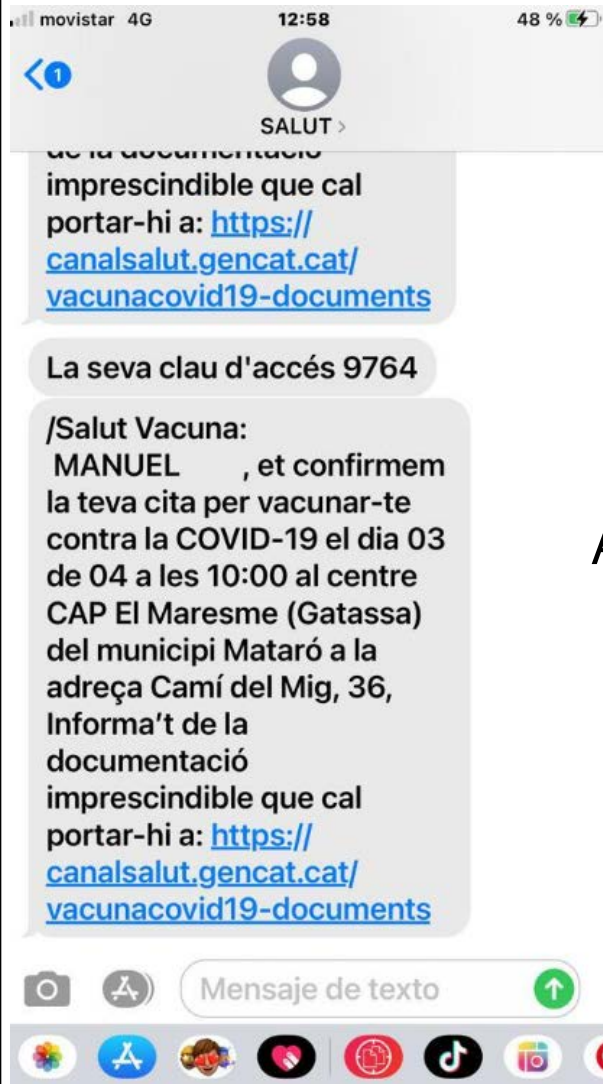 movistar 4G 12:58 48 %
1
SALUT >
de la documentació
imprescindible que cal
portar-hi a: https://
canalsalut.gencat.cat/
vacunacovid19-documents
La seva clau d'accés 9764
/Salut Vacuna:
MANUEL , et confirmem
la teva cita per vacunar-te
contra la COVID-19 el dia 03
de 04 a les 10:00 al centre
CAP El Maresme (Gatassa)
del municipi Mataró a la
adreça Camí del Mig, 36,
Informa't de la
documentació
imprescindible que cal
portar-hi a: https://
canalsalut.gencat.cat/
vacunacovid19-documents
Mensaje de texto